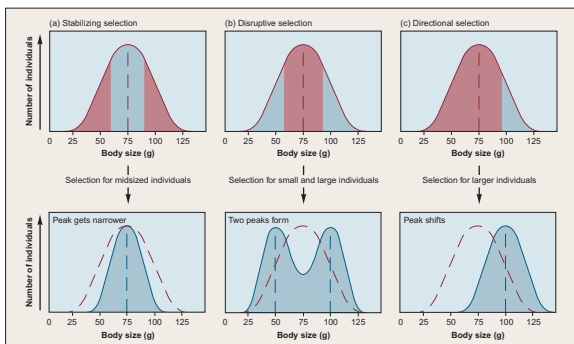 (a) Stabilizing selection
(b) Disruptive selection
(c) Directional selection
Number of individuals
0 25 50 75 100 125
Body size (g)
0 25 50 75 100 125
Body size (g)
0 25 50 75 100 125
Body size (g)
Selection for midsized individuals
Selection for small and large individuals
Selection for larger individuals
Number of individuals
Peak gets narrower
Two peaks form
Peak shifts
0 25 50 75 100 125
Body size (g)
0 25 50 75 100 125
Body size (g)
0 25 50 75 100 125
Body size (g)